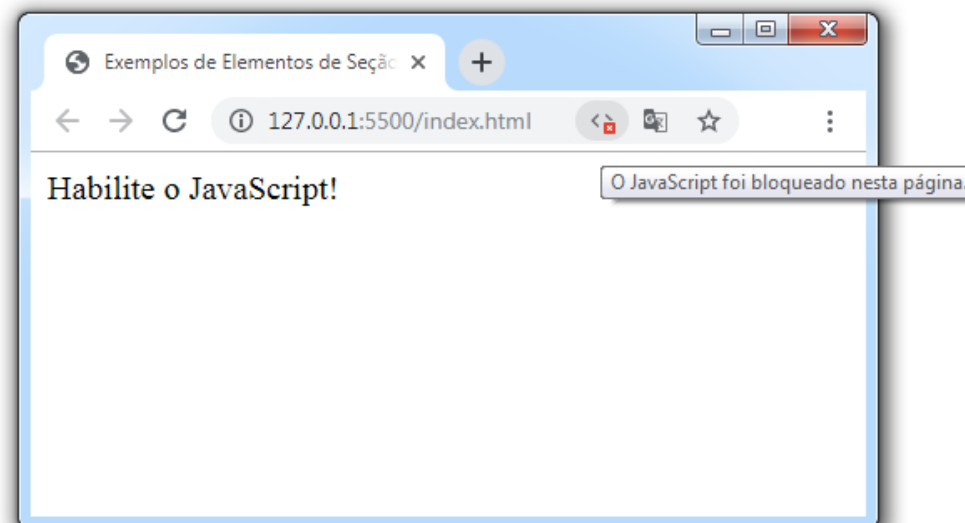 Exemplos de Elementos de Seçã
127.0.0.1:5500/index.html
O JavaScript foi bloqueado nesta página.
Habilite o JavaScript!